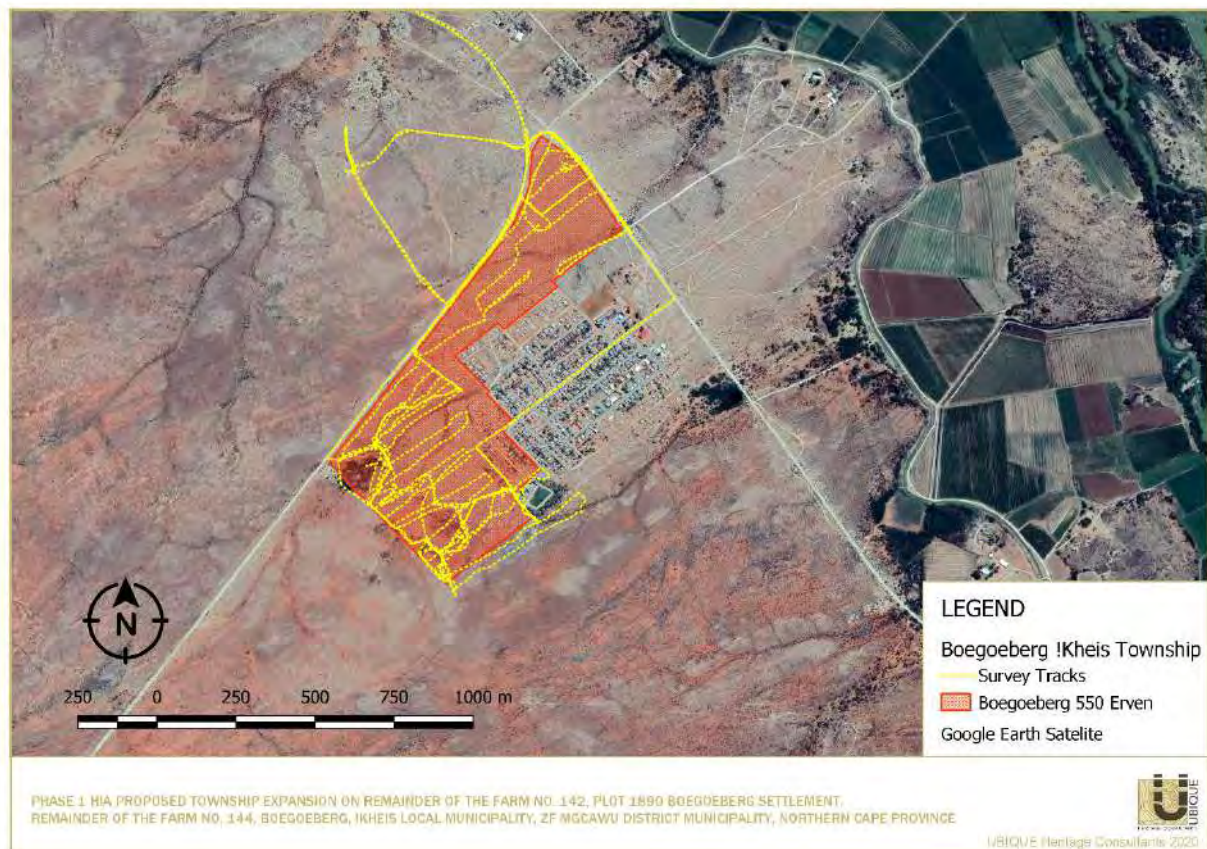 N
250 0 250 500 750 1000 m
LEGEND
Boegoeberg !Kheis Township
Survey Tracks
Boegoeberg 550 Erven
Google Earth Satelite
PHASE 1 HIA PROPOSED TOWNSHIP EXPANSION ON REMAINDER OF THE FARM NO. 142, PLOT 1890 BOEGOEBERG SETTLEMENT,
REMAINDER OF THE FARM NO. 144, BOEGOEBERG, !KHEIS LOCAL MUNICIPALITY, ZF MGCAWU DISTRICT MUNICIPALITY, NORTHERN CAPE PROVINCE
UBIQUE
UBIQUE Heritage Consultants 2020